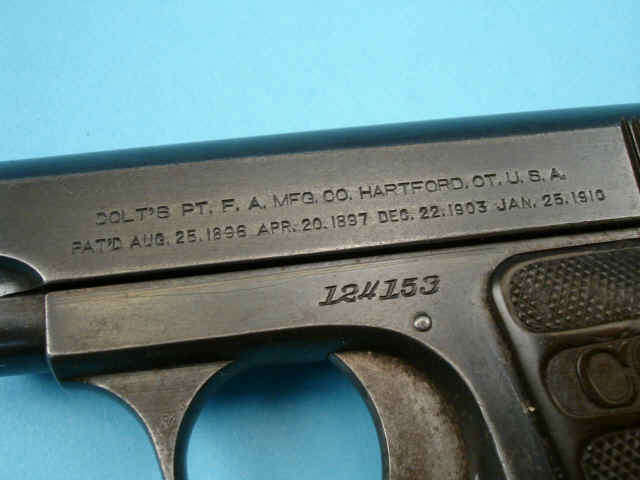 COLT'S PT. F. A. MFG. CO. HARTFORD. CT. U. S. A.
PAT'D AUG. 25.1896 APR. 20.1897 DEC. 22.1903 JAN. 25.1910
124153